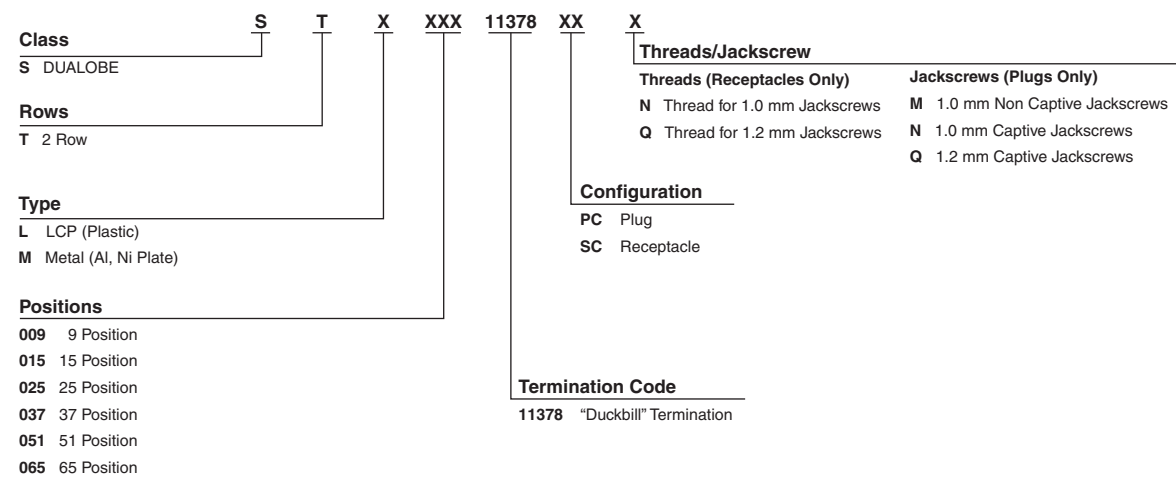 S T X XXX 11378 XX X
Class
S DUALOBE
Rows
T 2 Row
Type
L LCP (Plastic)
M Metal (Al, Ni Plate)
Positions
009 9 Position
015 15 Position
025 25 Position
037 37 Position
051 51 Position
065 65 Position
Termination Code
11378 “Duckbill” Termination
Configuration
PC Plug
SC Receptacle
Threads/Jackscrew
Threads (Receptacles Only)
N Thread for 1.0 mm Jackscrews
Q Thread for 1.2 mm Jackscrews
Jackscrews (Plugs Only)
M 1.0 mm Non Captive Jackscrews
N 1.0 mm Captive Jackscrews
Q 1.2 mm Captive Jackscrews